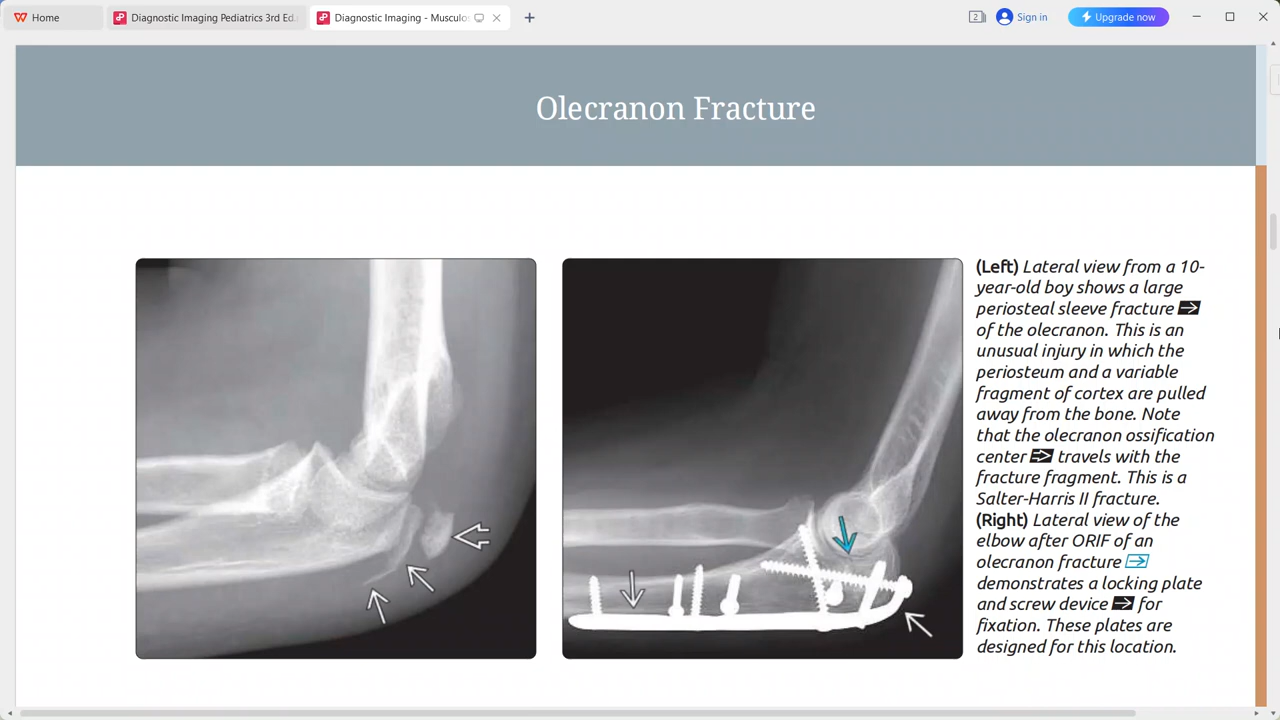 Home
Diagnostic Imaging Pediatrics 3rd Ed.
Diagnostic Imaging - Musculo
2
Sign in
Upgrade now
Olecranon Fracture
(Left) Lateral view from a 10-
year-old boy shows a large
periosteal sleeve fracture
of the olecranon. This is an
unusual injury in which the
periosteum and a variable
fragment of cortex are pulled
away from the bone. Note
that the olecranon ossification
center travels with the
fracture fragment. This is a
Salter-Harris II fracture.
(Right) Lateral view of the
elbow after ORIF of an
olecranon fracture
demonstrates a locking plate
and screw device for
fixation. These plates are
designed for this location.